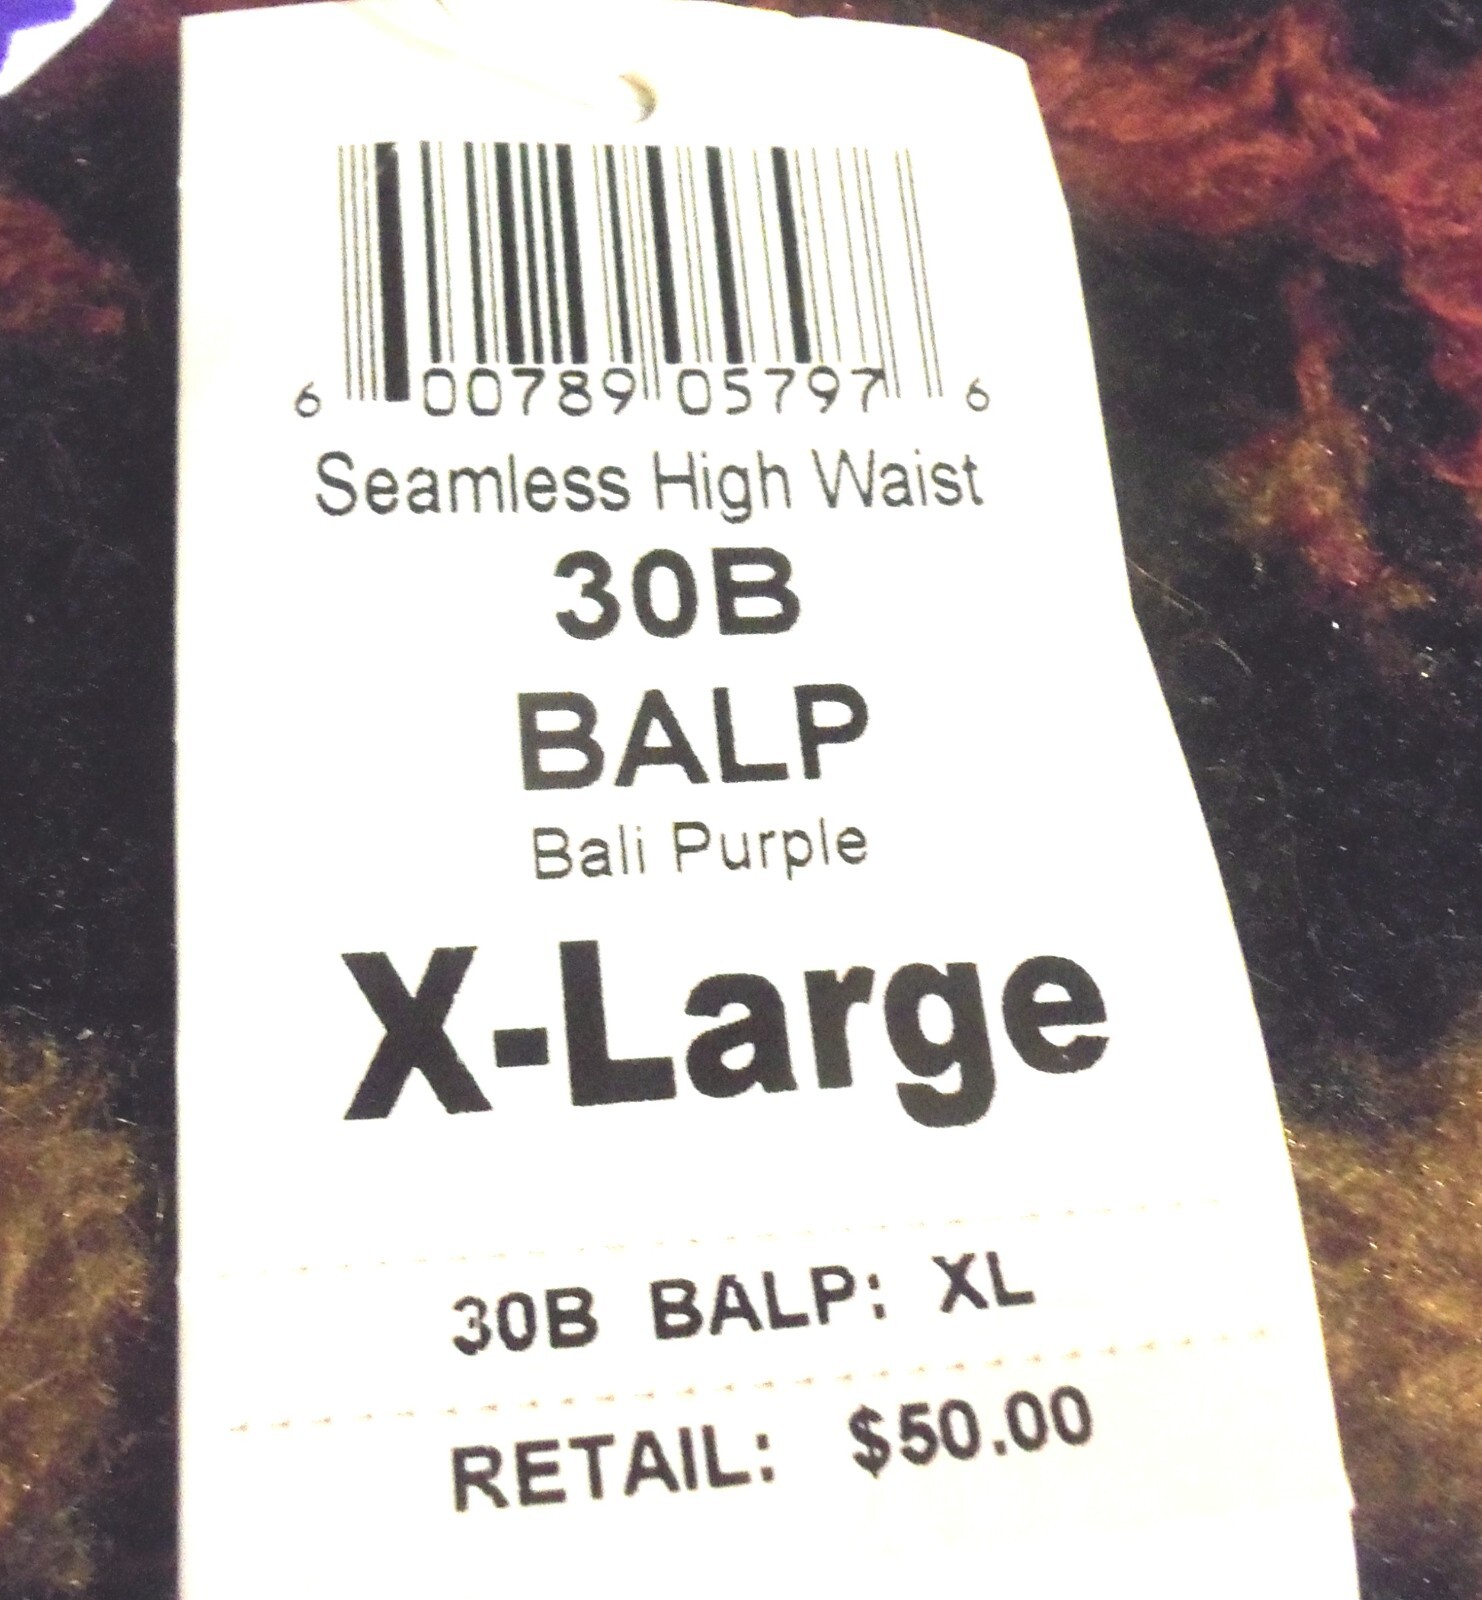 6 00789 05797 6
Seamless High Waist
30B
BALP
Bali Purple
X-Large
30B BALP: XL
RETAIL: $50.00